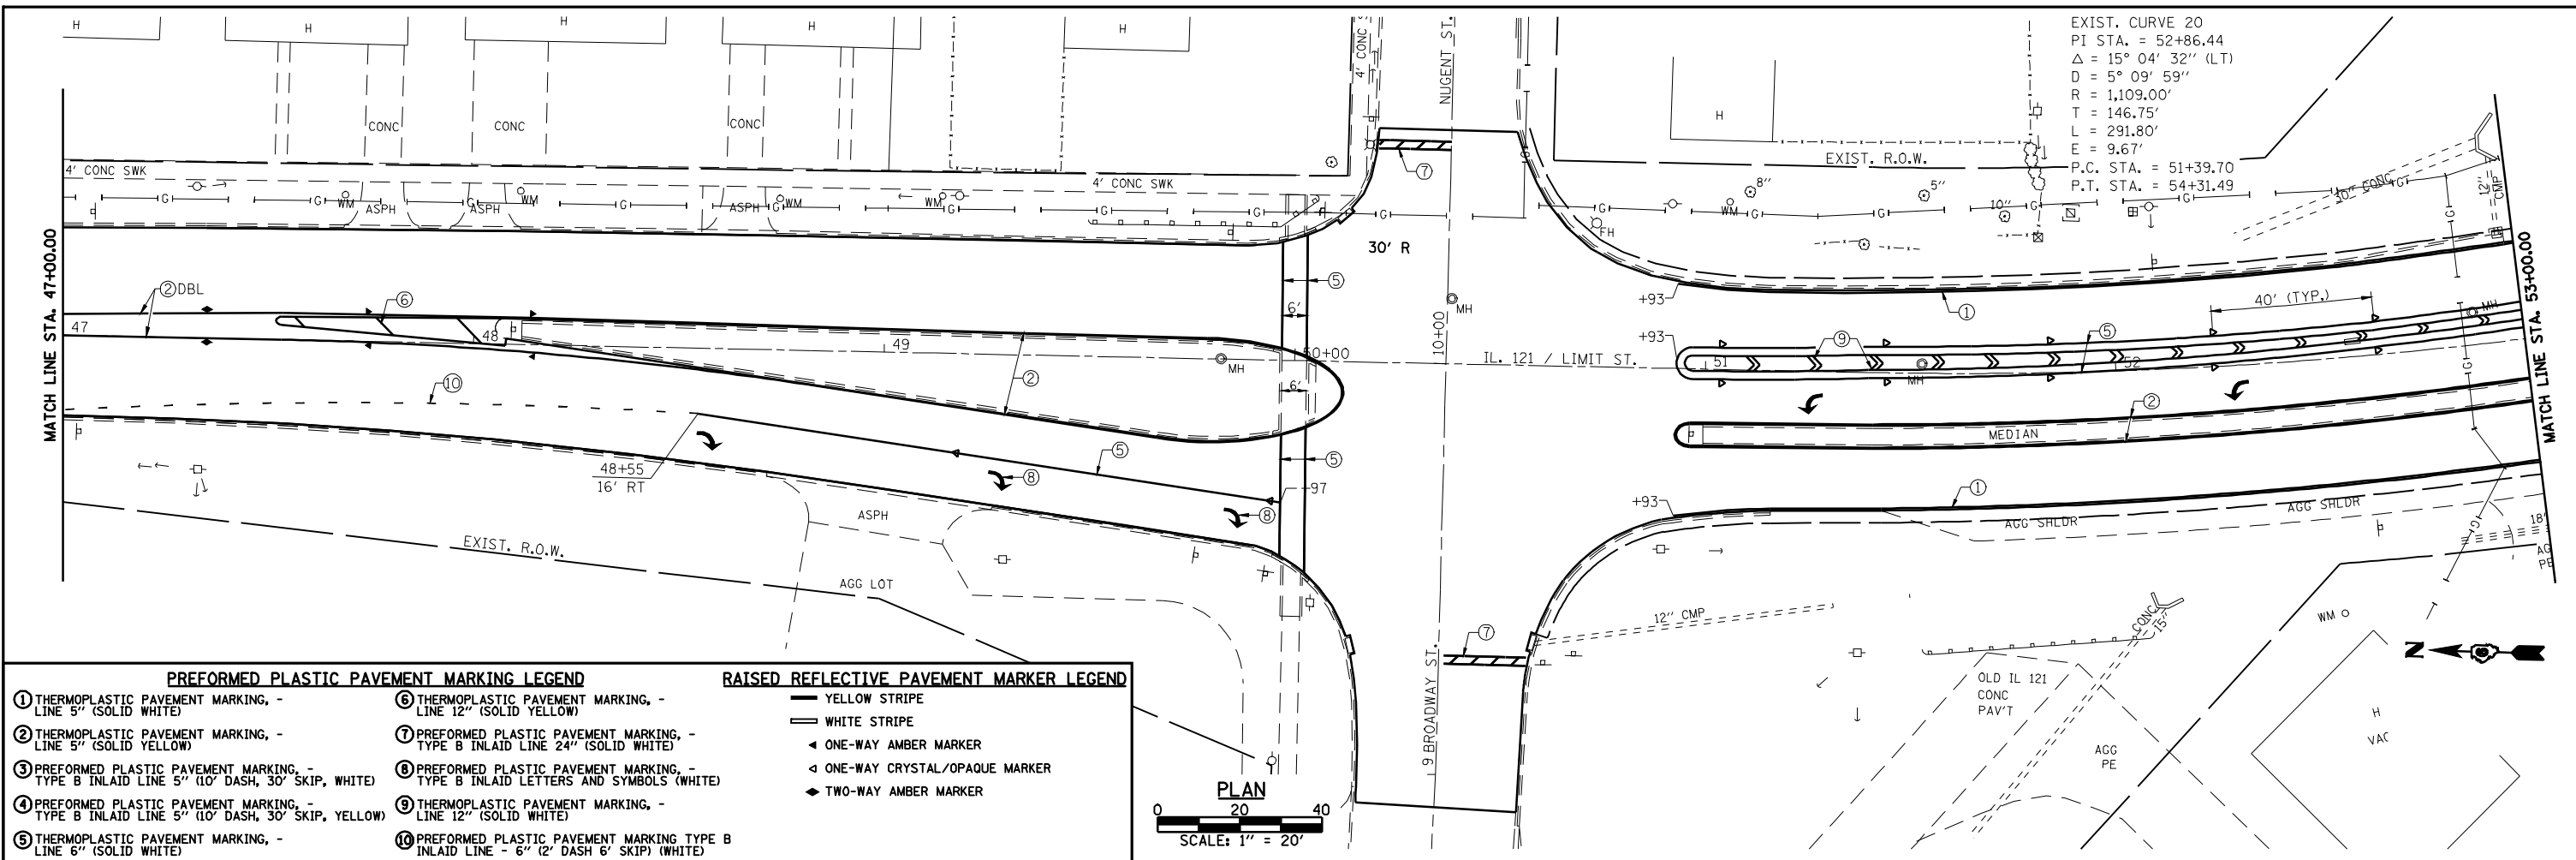 H
H
H
H
H
4' CONC
NUGENT ST.
EXIST. CURVE 20
PI STA. = 52+86.44
△ = 15° 04' 32'' (LT)
D = 5° 09' 59''
R = 1,109.00'
T = 146.75'
L = 291.80'
E = 9.67'
P.C. STA. = 51+39.70
P.T. STA. = 54+31.49
CONC
CONC
CONC
EXIST. R.O.W.
4' CONC SWK
4' CONC SWK
7
G
WM
ASPH
G
ASPH
WM
G
ASPH
G
WM
WM
G
G
G
G
G
WM
8''
G
G
5''
10''
G
G
G
10'' CONC
12'' CMP
G
FH
30' R
MATCH LINE STA. 47+00.00
MATCH LINE STA. 53+00.00
2 DBL
6
5
6'
MH
+93
1
40' (TYP.)
MH
47
48
49
50+00
MH
10+00
IL. 121 / LIMIT ST.
+93
9
5
51
52
MH
G
10
2
6'
2
MEDIAN
48+55
16' RT
5
5
8
+97
8
+93
1
AGG SHLDR
AGG SHLDR
G
18'
EXIST. R.O.W.
ASPH
AGG LOT
7
12'' CMP
CONC
15''
WM
N
AG
PE
9 BROADWAY ST.
OLD IL 121
CONC
PAV'T
AGG
PE
H
VAC
PREFORMED PLASTIC PAVEMENT MARKING LEGEND
1 THERMOPLASTIC PAVEMENT MARKING, -
LINE 5'' (SOLID WHITE)
2 THERMOPLASTIC PAVEMENT MARKING, -
LINE 5'' (SOLID YELLOW)
3 PREFORMED PLASTIC PAVEMENT MARKING, -
TYPE B INLAID LINE 5'' (10' DASH, 30' SKIP, WHITE)
4 PREFORMED PLASTIC PAVEMENT MARKING, -
TYPE B INLAID LINE 5'' (10' DASH, 30' SKIP, YELLOW)
5 THERMOPLASTIC PAVEMENT MARKING, -
LINE 6'' (SOLID WHITE)
6 THERMOPLASTIC PAVEMENT MARKING, -
LINE 12'' (SOLID YELLOW)
7 PREFORMED PLASTIC PAVEMENT MARKING, -
TYPE B INLAID LINE 24'' (SOLID WHITE)
8 PREFORMED PLASTIC PAVEMENT MARKING, -
TYPE B INLAID LETTERS AND SYMBOLS (WHITE)
9 THERMOPLASTIC PAVEMENT MARKING, -
LINE 12'' (SOLID WHITE)
10 PREFORMED PLASTIC PAVEMENT MARKING TYPE B
INLAID LINE - 6'' (2' DASH 6' SKIP) (WHITE)
RAISED REFLECTIVE PAVEMENT MARKER LEGEND
YELLOW STRIPE
WHITE STRIPE
ONE-WAY AMBER MARKER
ONE-WAY CRYSTAL/OPAQUE MARKER
TWO-WAY AMBER MARKER
PLAN
0 20 40
SCALE: 1'' = 20'